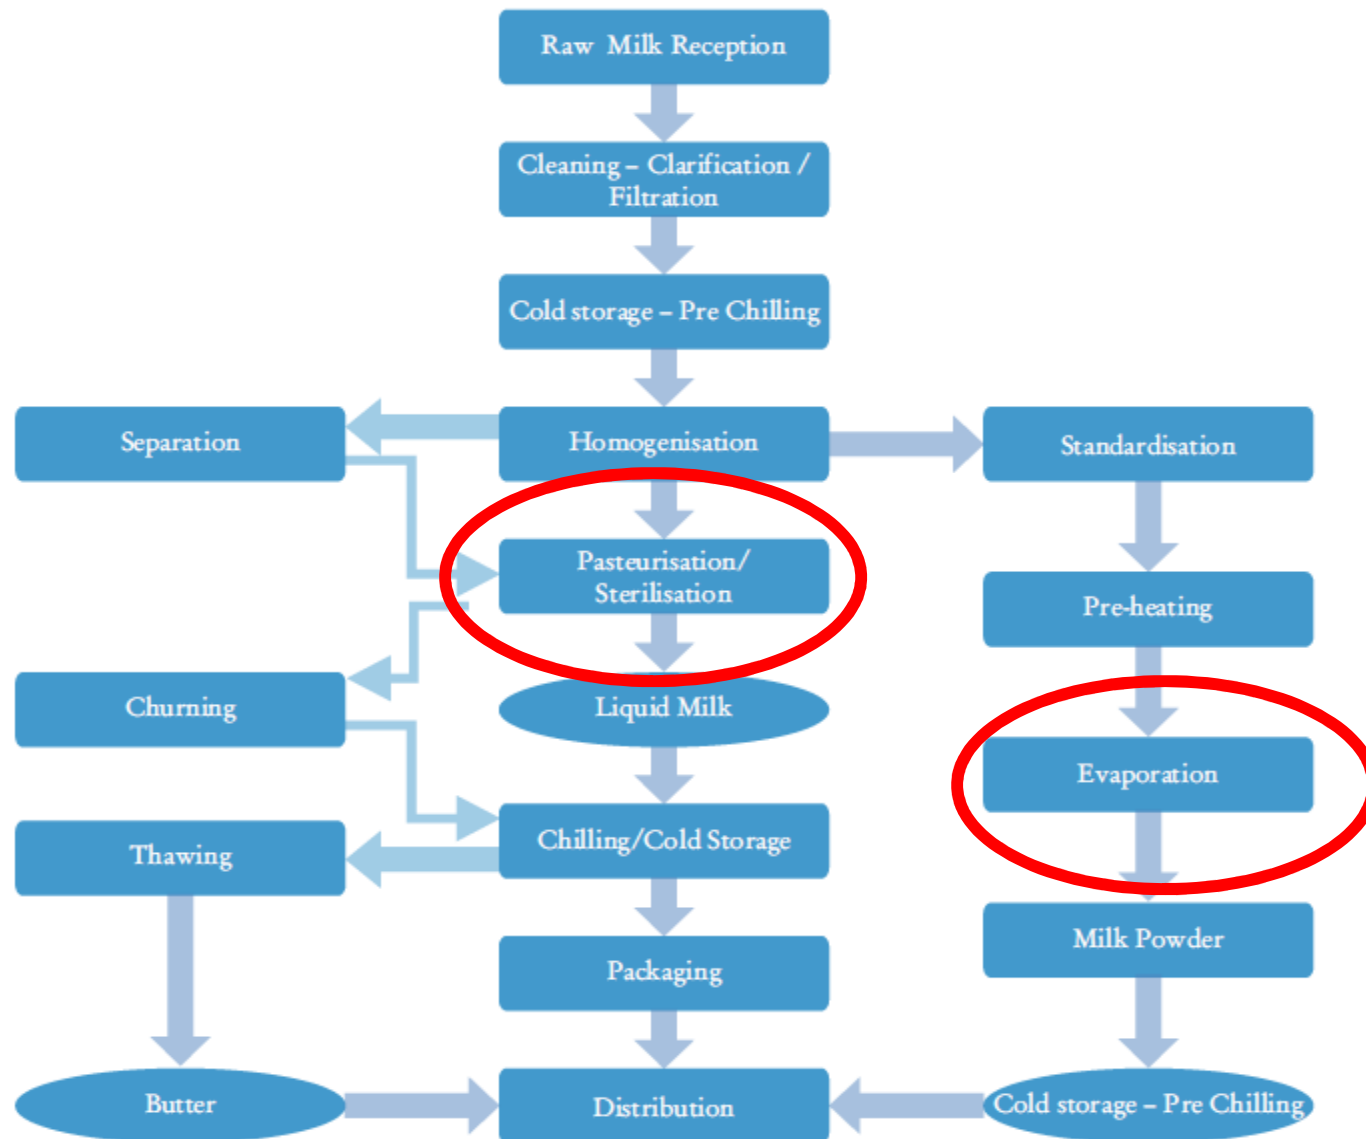 Raw Milk Reception
Cleaning – Clarification /
Filtration
Cold storage – Pre Chilling
Separation
Homogenisation
Standardisation
Pasteurisation/
Sterilisation
Pre-heating
Churning
Liquid Milk
Evaporation
Thawing
Chilling/Cold Storage
Milk Powder
Packaging
Butter
Distribution
Cold storage – Pre Chilling